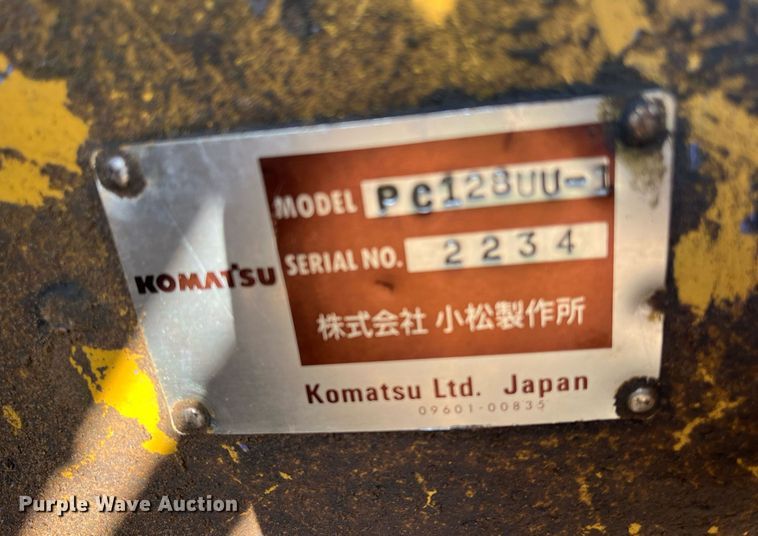 MODEL PC128UU-1
SERIAL NO. 2234
KOMATSU
株式会社 小松製作所
Komatsu Ltd. Japan
09601-00835
Purple Wave Auction